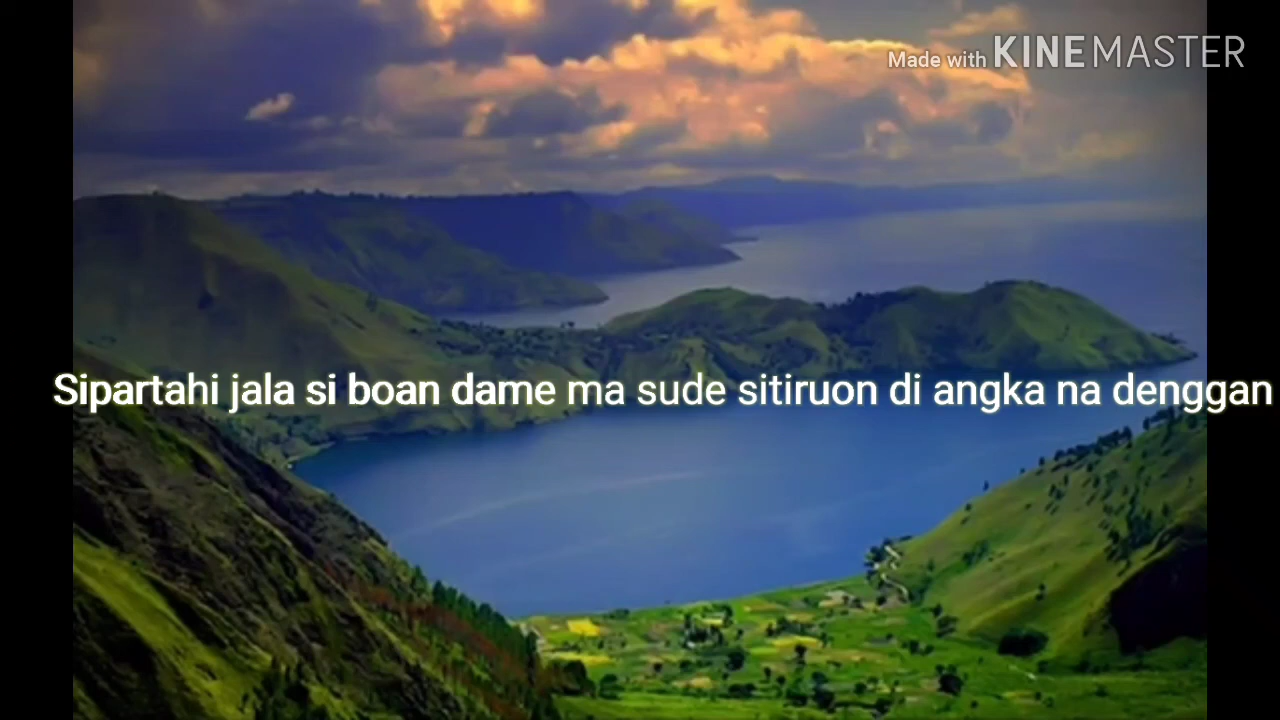 Made with KINEMASTER
Sipartahi jala si boan dame ma sude sitiruon di angka na denggan